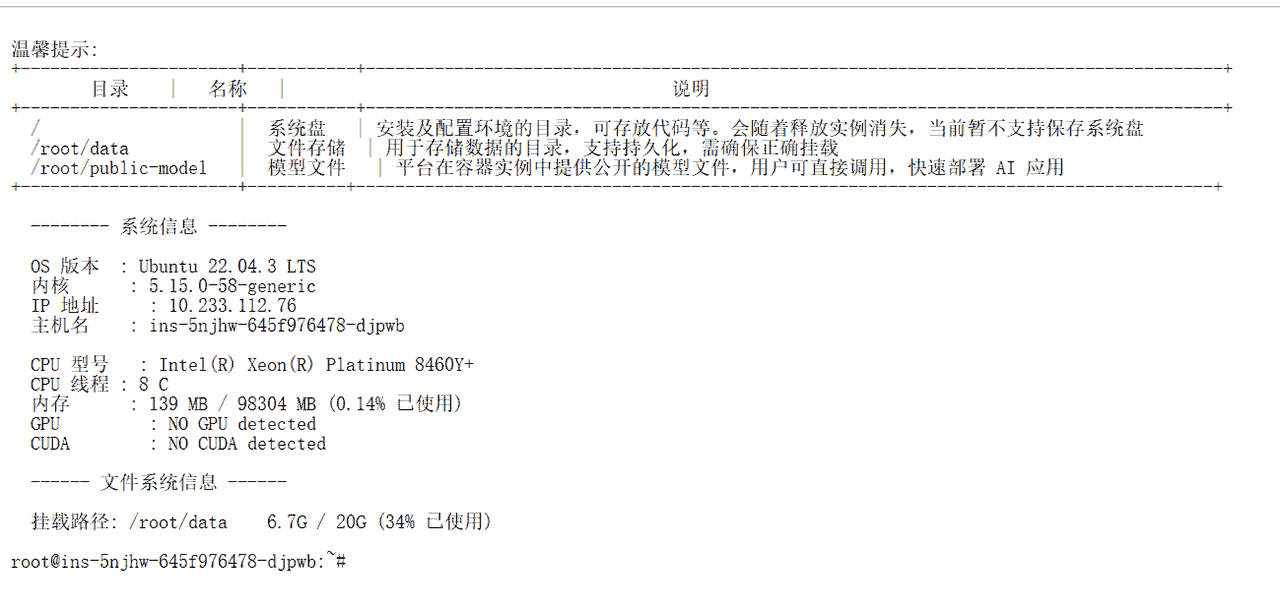 温馨提示:
+----------------------+-----------+--------------------------------------------------------------------------------------+
目录 | 名称 | 说明
+----------------------+-----------+--------------------------------------------------------------------------------------+
/ | 系统盘 | 安装及配置环境的目录，可存放代码等。会随着释放实例消失，当前暂不支持保存系统盘
/root/data | 文件存储 | 用于存储数据的目录，支持持久化，需确保正确挂载
/root/public-model | 模型文件 | 平台在容器实例中提供公开的模型文件，用户可直接调用，快速部署 AI 应用
+----------------------+----------+--------------------------------------------------------------------------------------+
-------- 系统信息 --------
OS 版本 : Ubuntu 22.04.3 LTS
内核 : 5.15.0-58-generic
IP 地址 : 10.233.112.76
主机名 : ins-5njhw-645f976478-djpwb
CPU 型号 : Intel(R) Xeon(R) Platinum 8460Y+
CPU 线程 : 8 C
内存 : 139 MB / 98304 MB (0.14% 已使用)
GPU : NO GPU detected
CUDA : NO CUDA detected
------ 文件系统信息 ------
挂载路径: /root/data 6.7G / 20G (34% 已使用)
root@ins-5njhw-645f976478-djpwb:~#